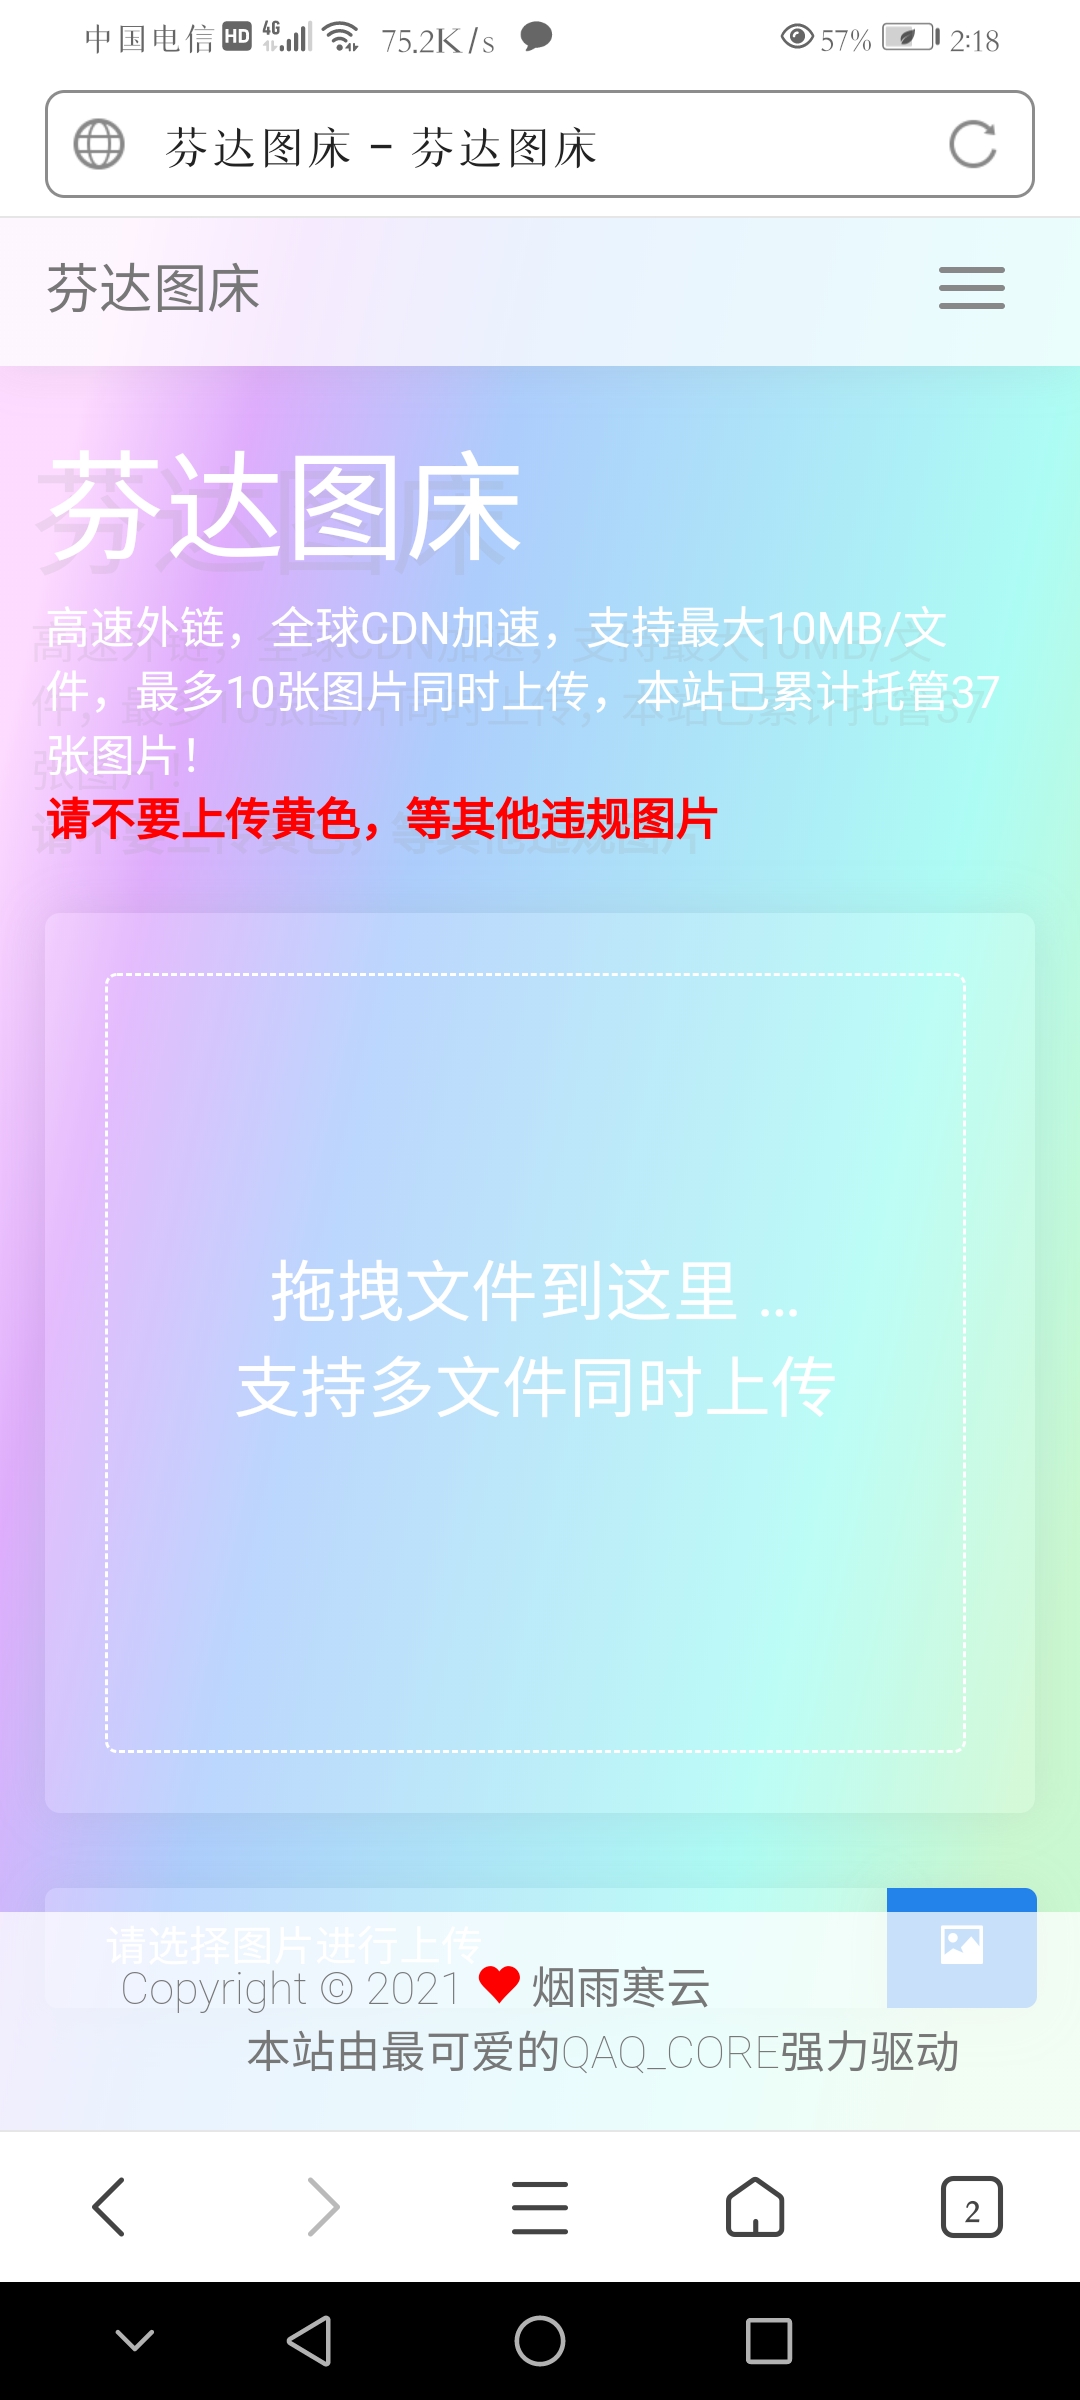 中国电信 HD 4G 75.2K/s 57% 2:18
芬达图床 - 芬达图床
芬达图床
芬达图床
高速外链，全球CDN加速，支持最大10MB/文
件，最多10张图片同时上传，本站已累计托管37
张图片！
请不要上传黄色，等其他违规图片
拖拽文件到这里 ...
支持多文件同时上传
请选择图片进行上传
Copyright © 2021 ❤ 烟雨寒云
本站由最可爱的QAQ_CORE强力驱动
2